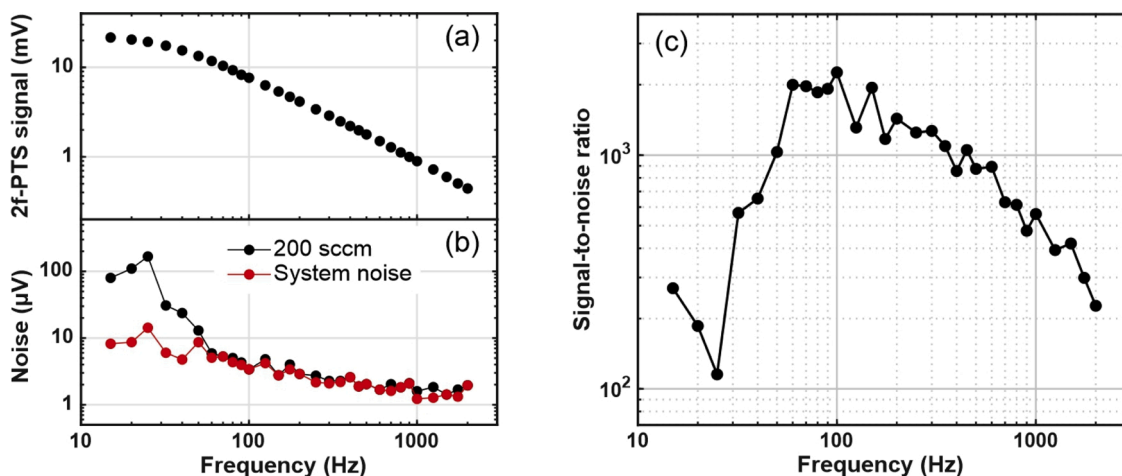 (a)
2f-PTS signal (mV)
10
1
(b)
200 sccm
System noise
Noise (µV)
100
10
1
10
100
1000
Frequency (Hz)
(c)
Signal-to-noise ratio
10³
10²
10
100
1000
Frequency (Hz)